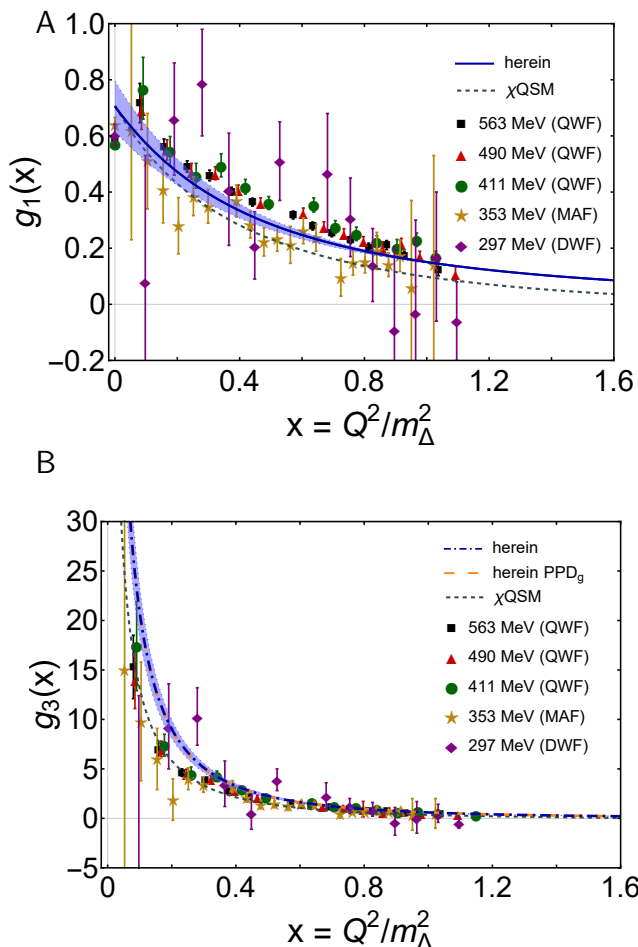 A
g₁(x)
1.0
0.8
0.6
0.4
0.2
0
-0.2
herein
χQSM
563 MeV (QWF)
490 MeV (QWF)
411 MeV (QWF)
353 MeV (MAF)
297 MeV (DWF)
0 0.4 0.8 1.2 1.6
x = Q²/m²_Δ
B
g₃(x)
30
25
20
15
10
5
0
-5
herein
herein PPD_g
χQSM
563 MeV (QWF)
490 MeV (QWF)
411 MeV (QWF)
353 MeV (MAF)
297 MeV (DWF)
0 0.4 0.8 1.2 1.6
x = Q²/m²_Δ